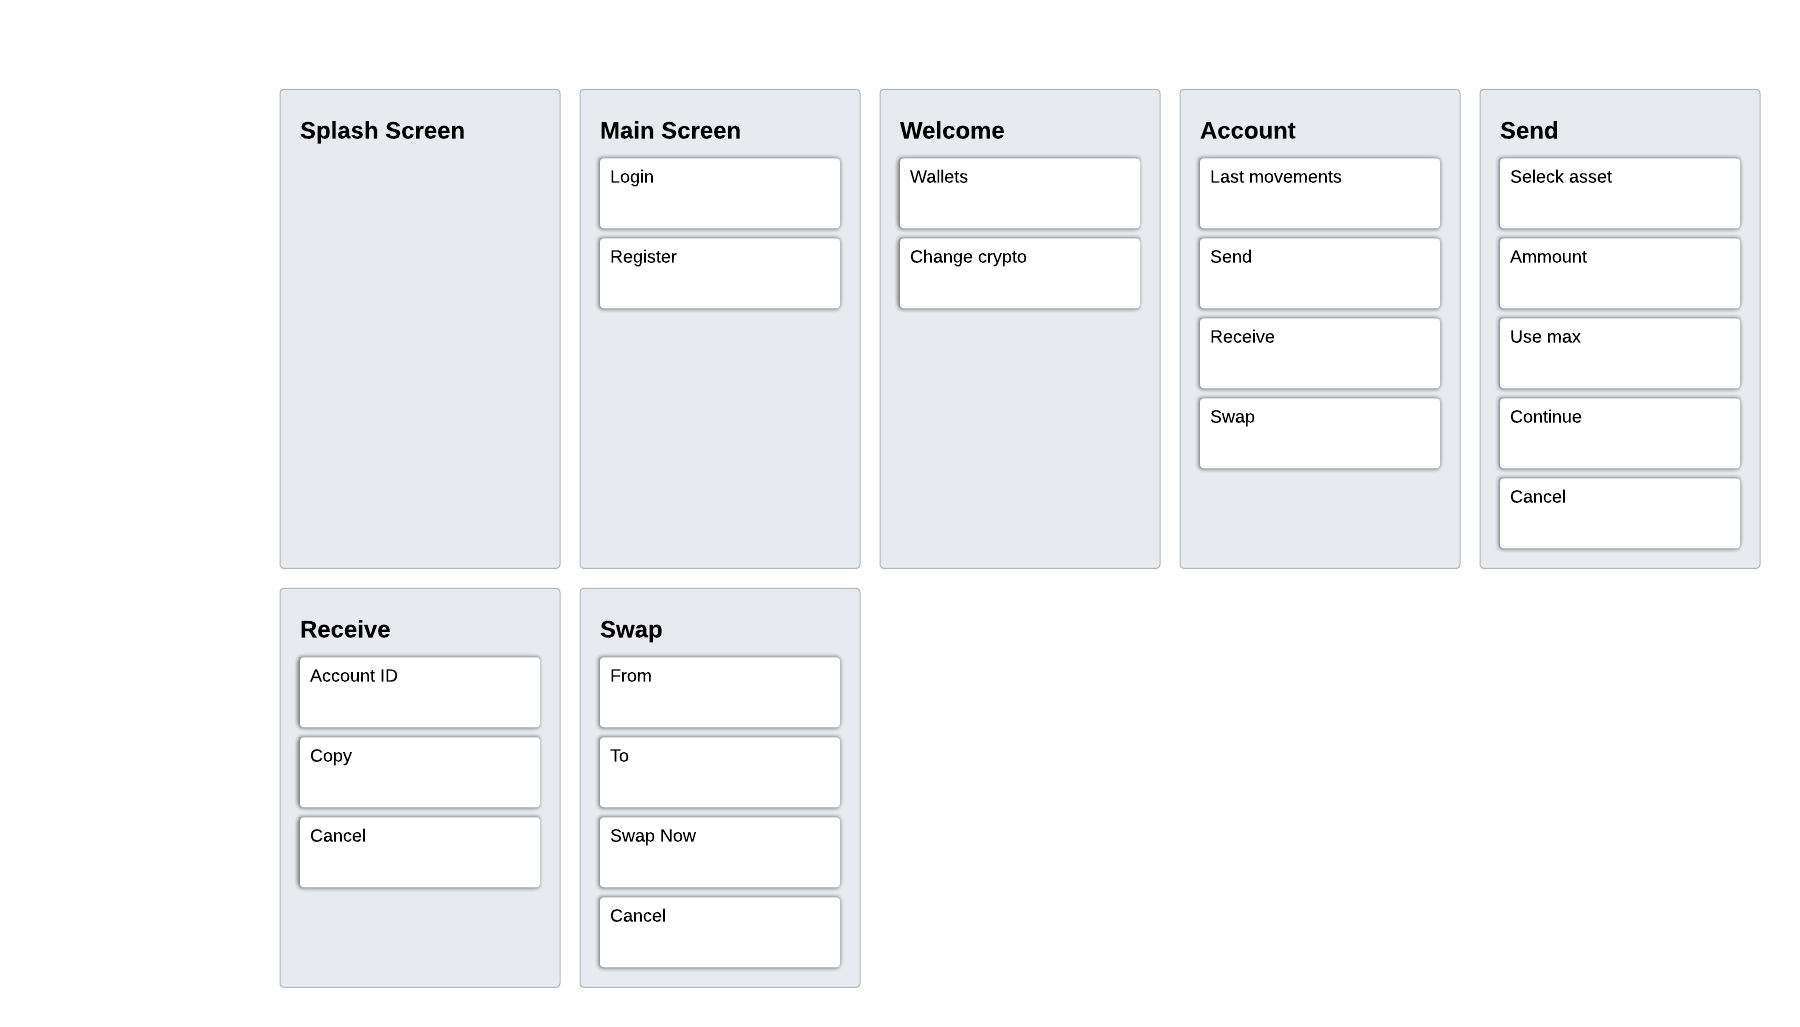 Splash Screen
Main Screen
Login
Register
Welcome
Wallets
Change crypto
Account
Last movements
Send
Receive
Swap
Send
Seleck asset
Ammount
Use max
Continue
Cancel
Receive
Account ID
Copy
Cancel
Swap
From
To
Swap Now
Cancel